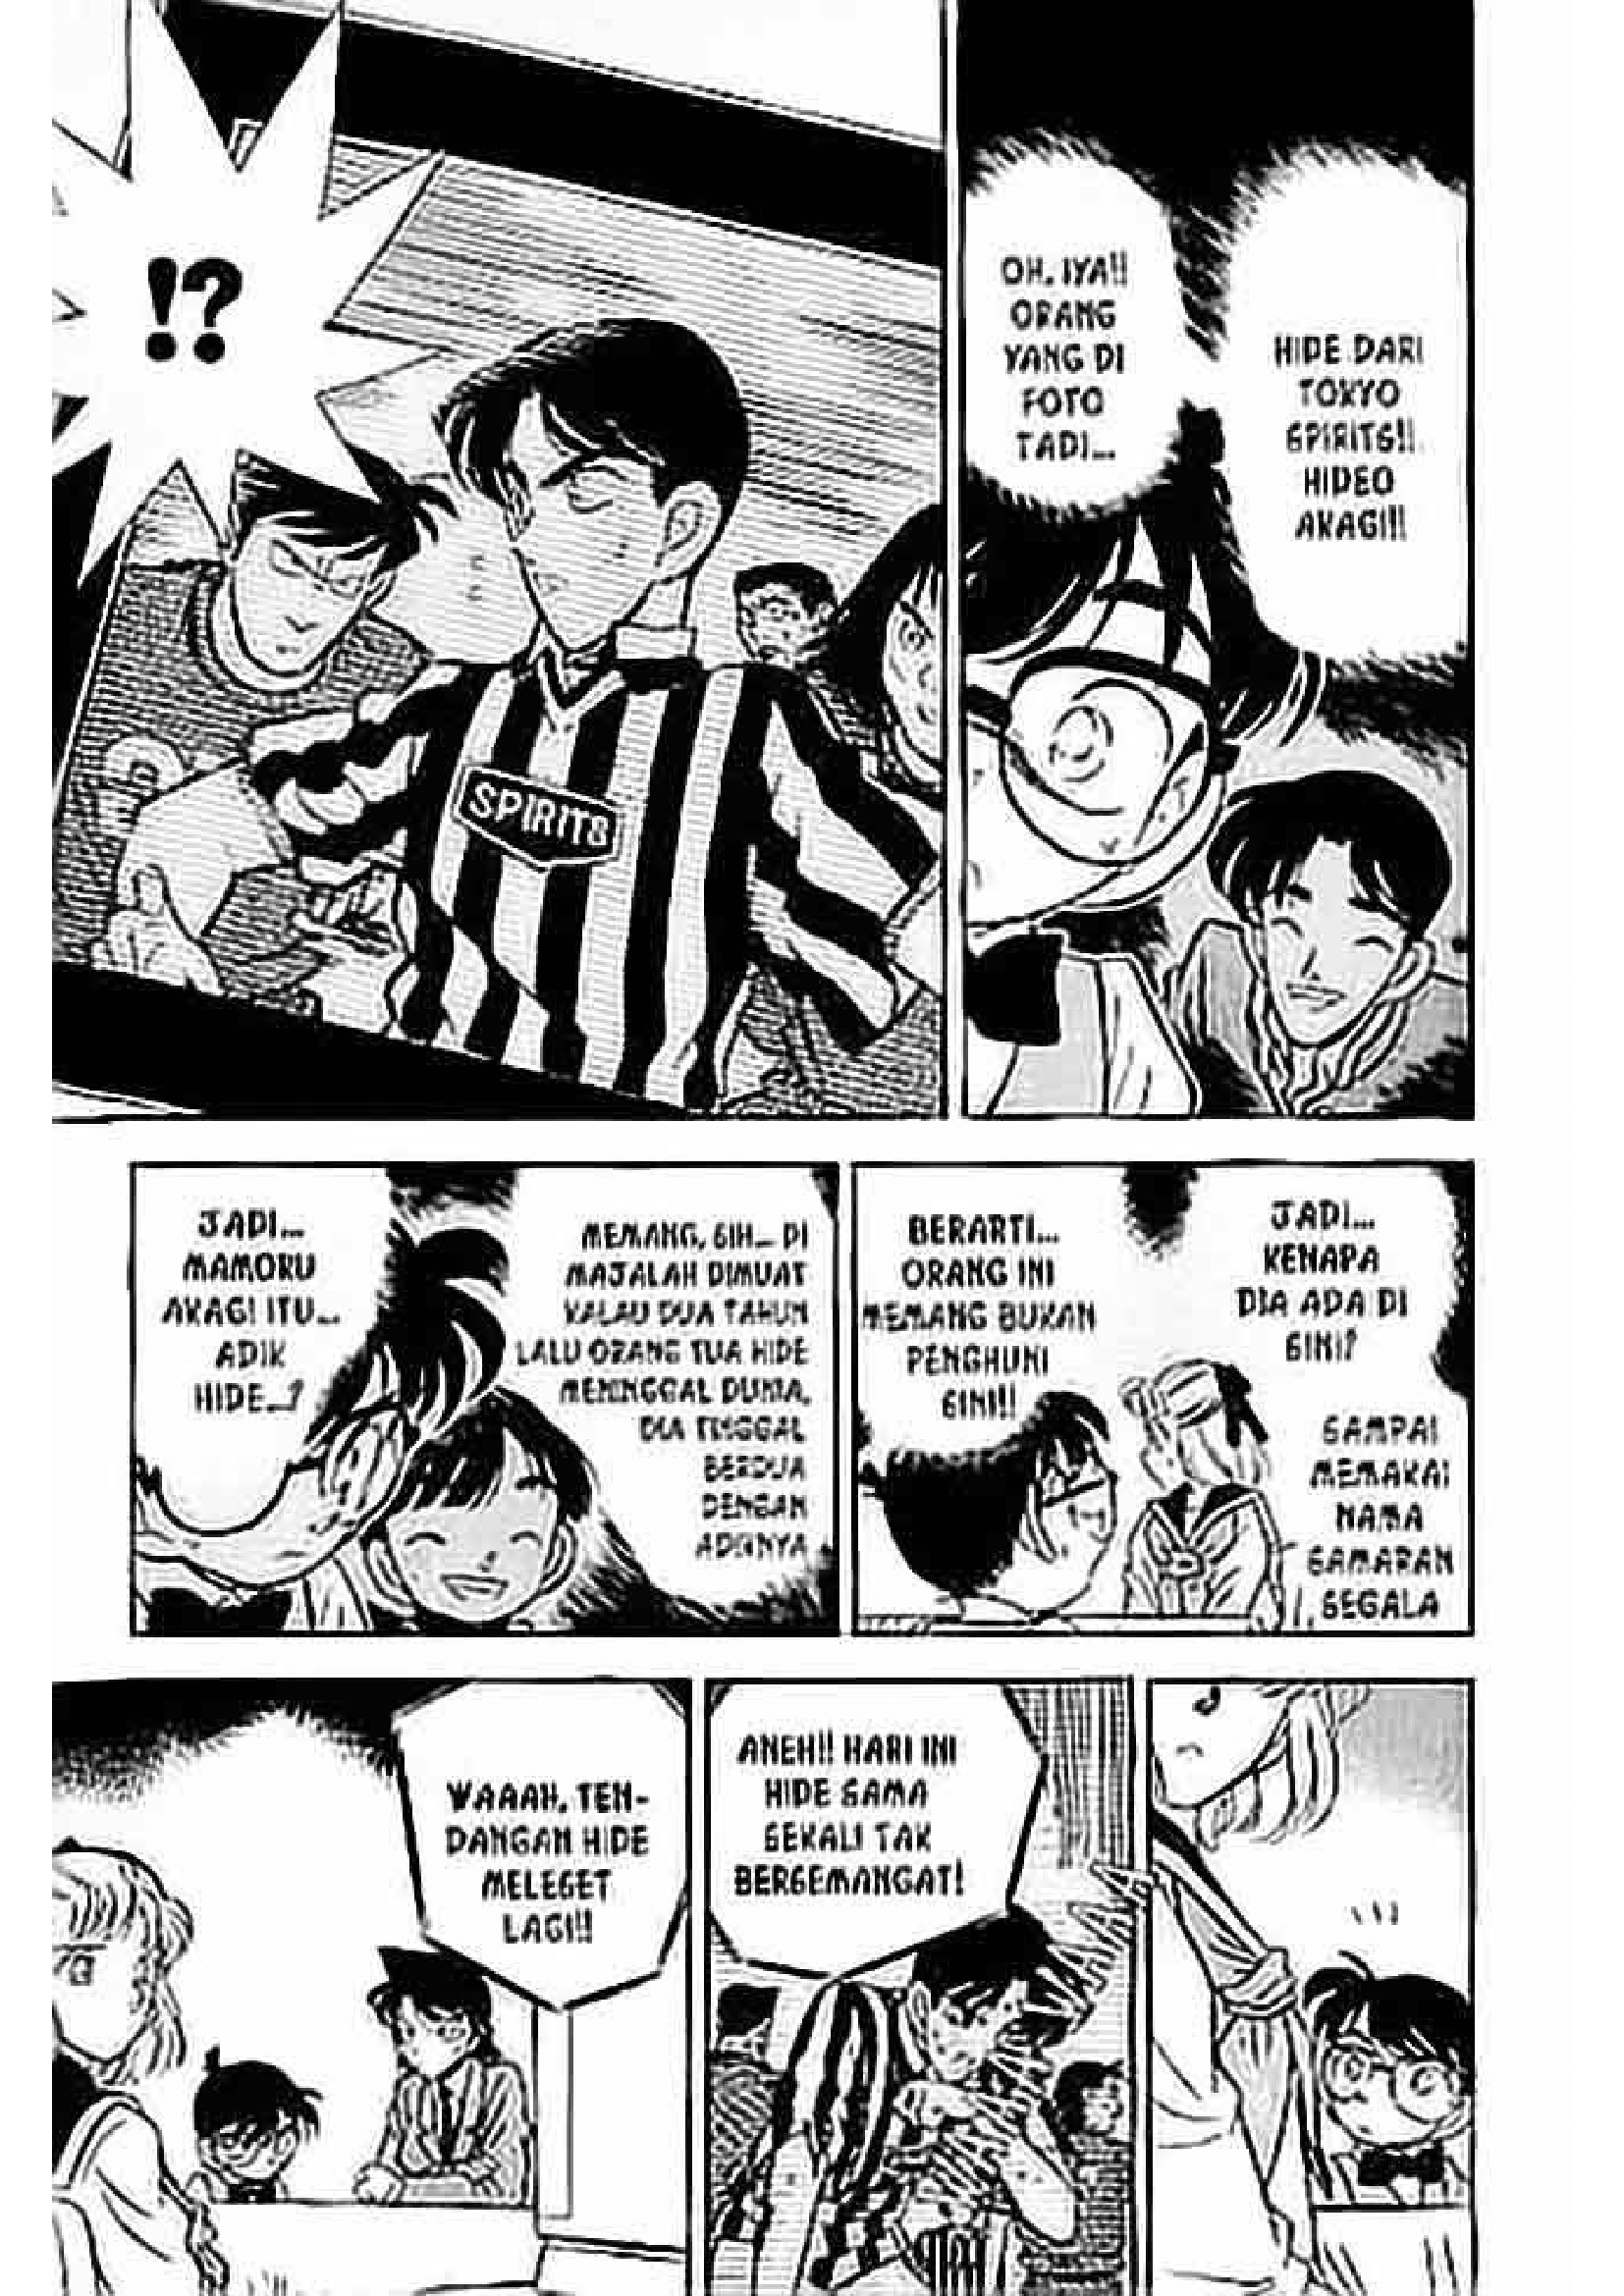 HIDE DARI
TOKYO
SPIRITS!!
HIDEO
AKAGI!!
OH, IYA!!
ORANG
YANG DI
FOTO
TADI...
!?
SPIRITS
JADI...
KENAPA
DIA ADA DI
SINI?
SAMPAI
MEMAKAI
NAMA
SAMARAN
SEGALA
BERARTI...
ORANG INI
MEMANG BUKAN
PENGHUNI
SINI!!
MEMANG, SIH... DI
MAJALAH DIMUAT
KALAU DUA TAHUN
LALU ORANG TUA HIDE
MENINGGAL DUNIA,
DIA TINGGAL
BERDUA
DENGAN
ADIKNYA
JADI...
MAMORU
AKAGI ITU...
ADIK
HIDE...?
ANEH!! HARI INI
HIDE SAMA
SEKALI TAK
BERSEMANGAT!
WAAAH, TEN-
DANGAN HIDE
MELESET
LAGI!!